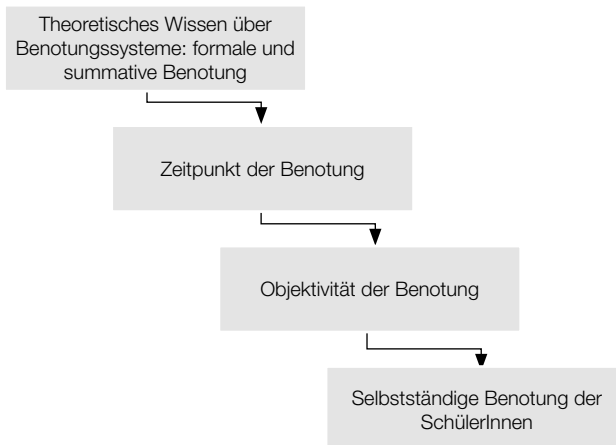 Theoretisches Wissen über
Benotungssysteme: formale und
summative Benotung
Zeitpunkt der Benotung
Objektivität der Benotung
Selbstständige Benotung der
SchülerInnen